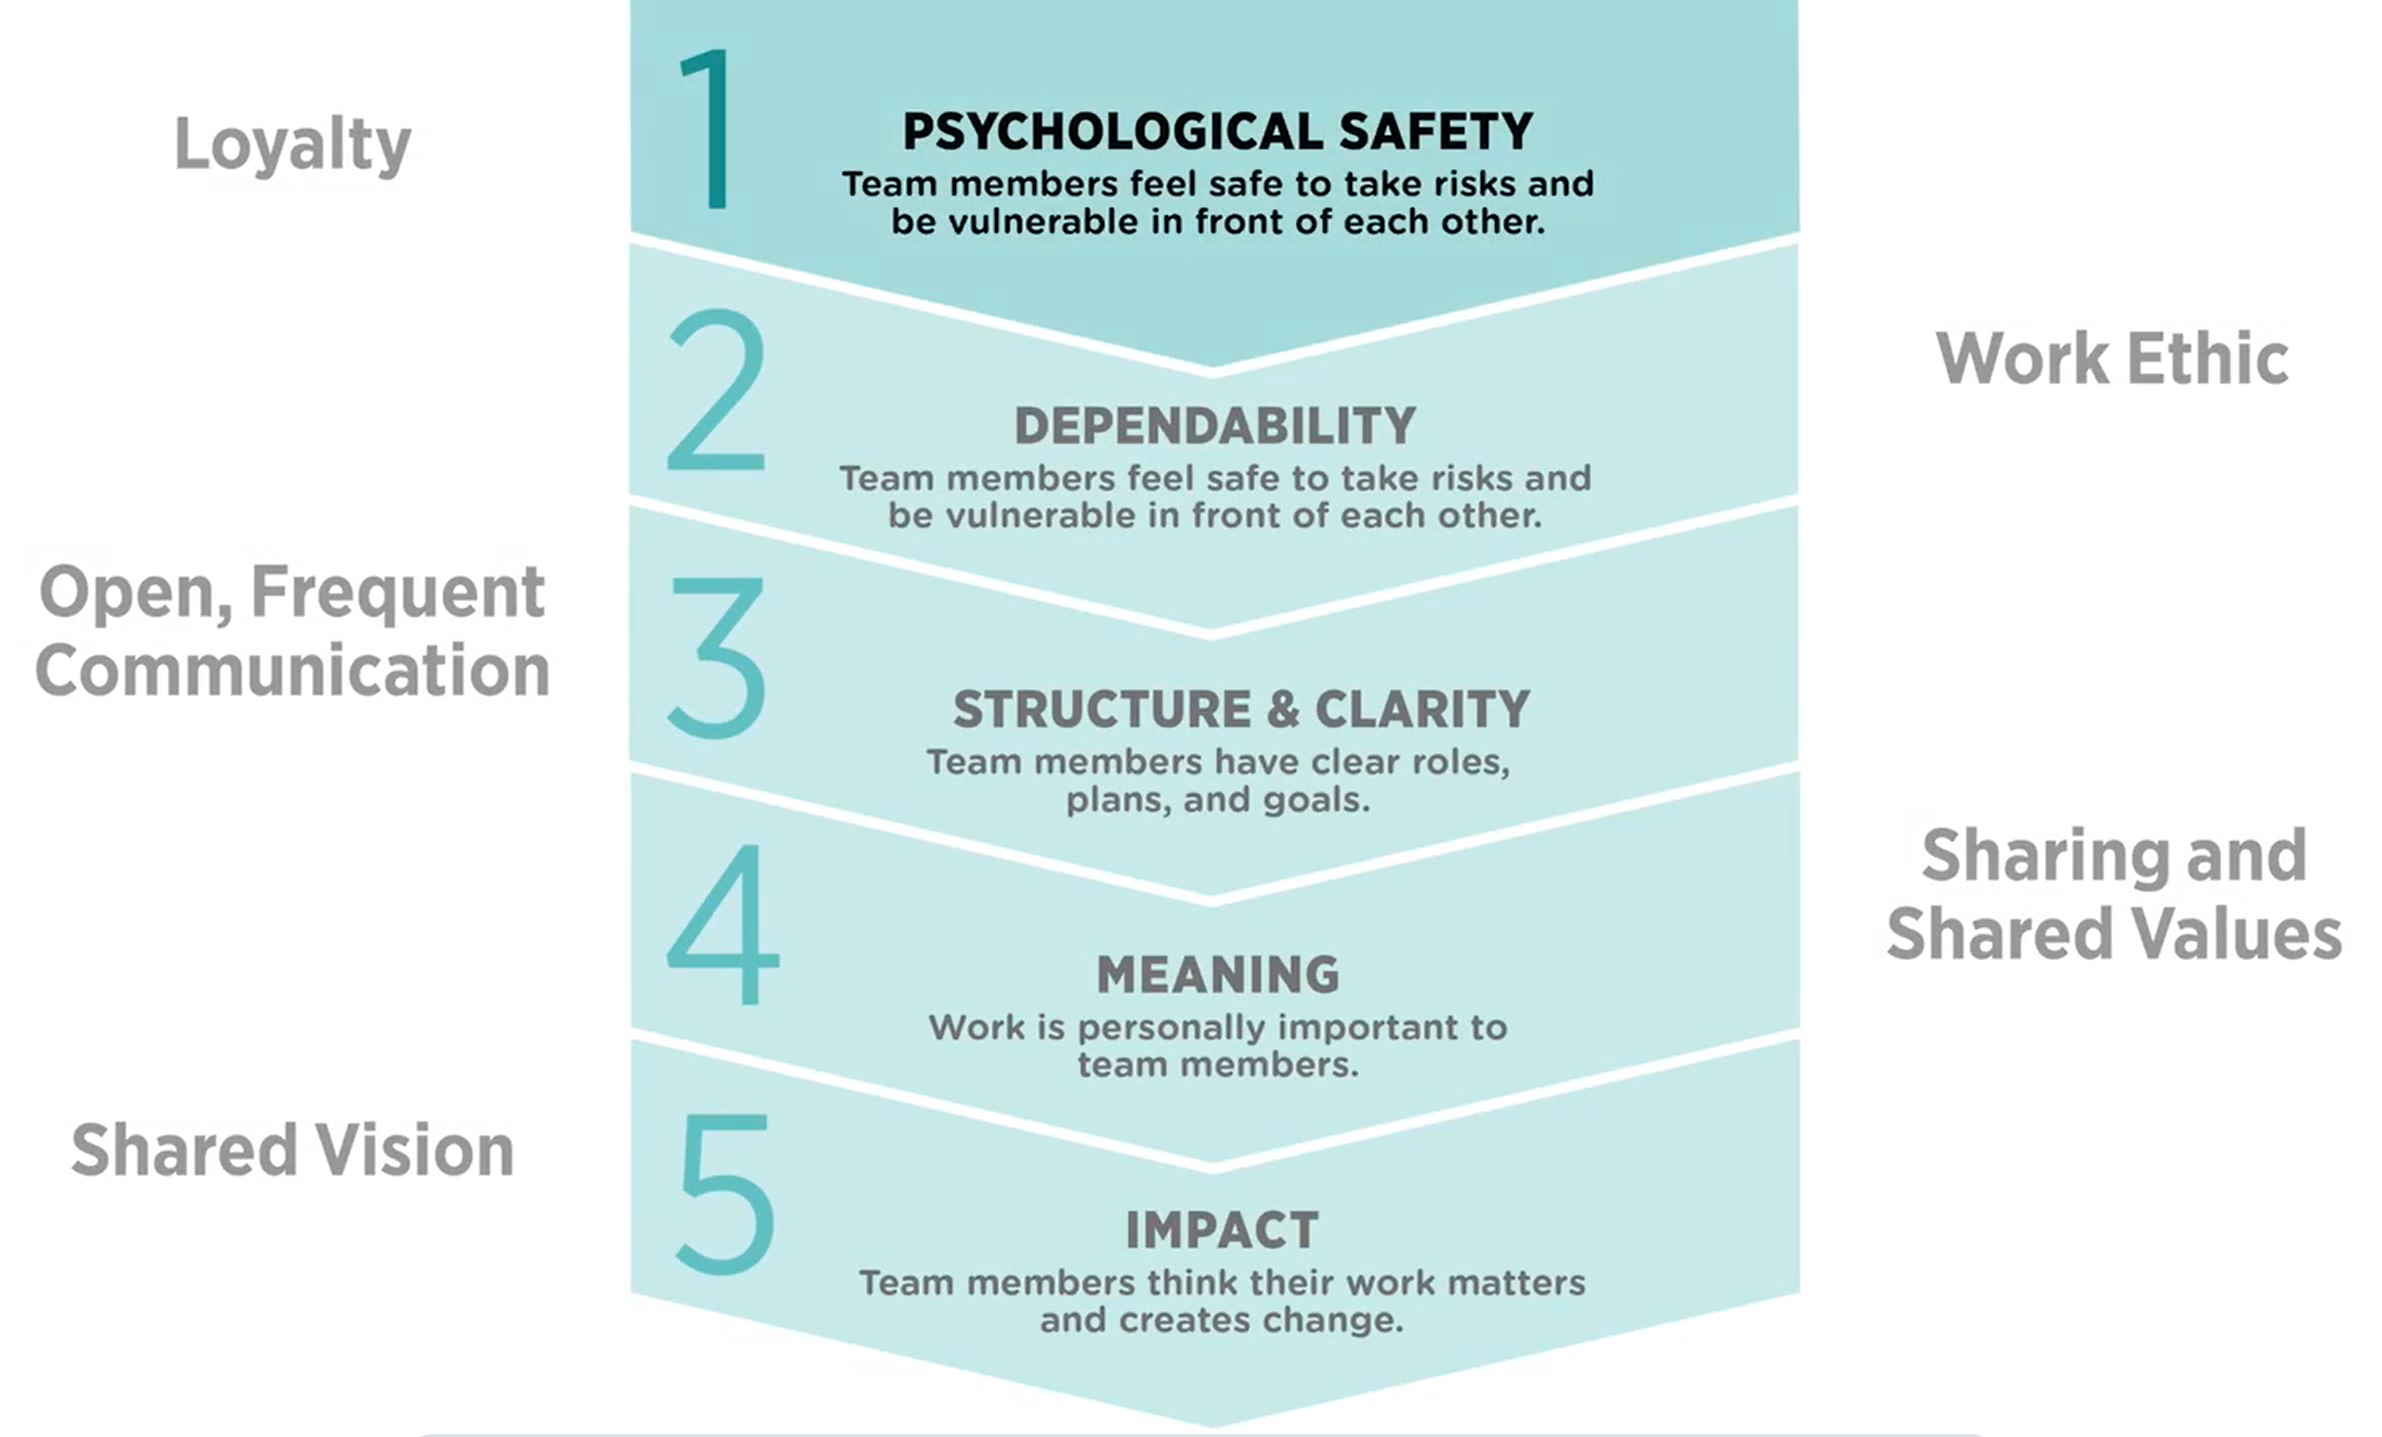 Loyalty
1
PSYCHOLOGICAL SAFETY
Team members feel safe to take risks and
be vulnerable in front of each other.
Work Ethic
2
DEPENDABILITY
Team members feel safe to take risks and
be vulnerable in front of each other.
Open, Frequent
Communication
3
STRUCTURE & CLARITY
Team members have clear roles,
plans, and goals.
Sharing and
Shared Values
4
MEANING
Work is personally important to
team members.
Shared Vision
5
IMPACT
Team members think their work matters
and creates change.